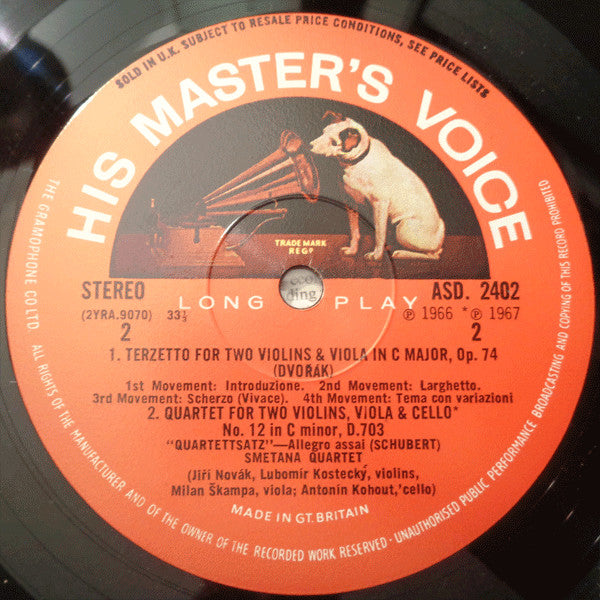 SOLD IN U.K. SUBJECT TO RESALE PRICE CONDITIONS, SEE PRICE LISTS
HIS MASTER'S VOICE
TRADE MARK
REGD
STEREO
ASD. 2402
LONG PLAY
ding
(2YRA.9070) 33⅓
℗ 1966 * ℗ 1967
2
2
1. TERZETTO FOR TWO VIOLINS & VIOLA IN C MAJOR, Op. 74
(DVOŘÁK)
1st Movement: Introduzione. 2nd Movement: Larghetto.
3rd Movement: Scherzo (Vivace). 4th Movement: Tema con variazioni
2. QUARTET FOR TWO VIOLINS, VIOLA & CELLO*
No. 12 in C minor, D.703
"QUARTETTSATZ"—Allegro assai (SCHUBERT)
SMETANA QUARTET
(Jiří Novák, Lubomír Kostecký, violins,
Milan Škampa, viola; Antonín Kohout,'cello)
MADE IN GT. BRITAIN
THE GRAMOPHONE CO LTD. ALL RIGHTS OF THE MANUFACTURER AND OF THE OWNER OF THE RECORDED WORK RESERVED - UNAUTHORISED PUBLIC PERFORMANCE BROADCASTING AND COPYING OF THIS RECORD PROHIBITED